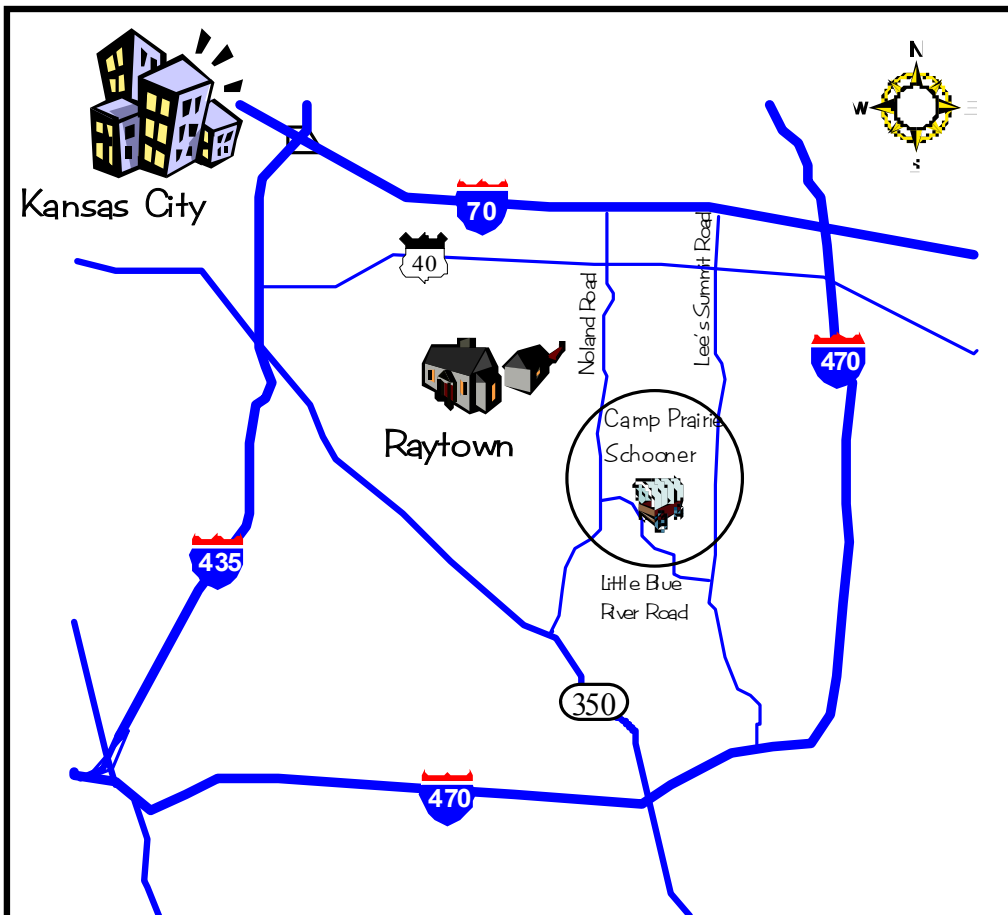 N
W
E
S
Kansas City
70
40
Noland Road
Lee's Summit Road
470
Raytown
Camp Prairie
Schooner
435
Little Blue
River Road
350
470